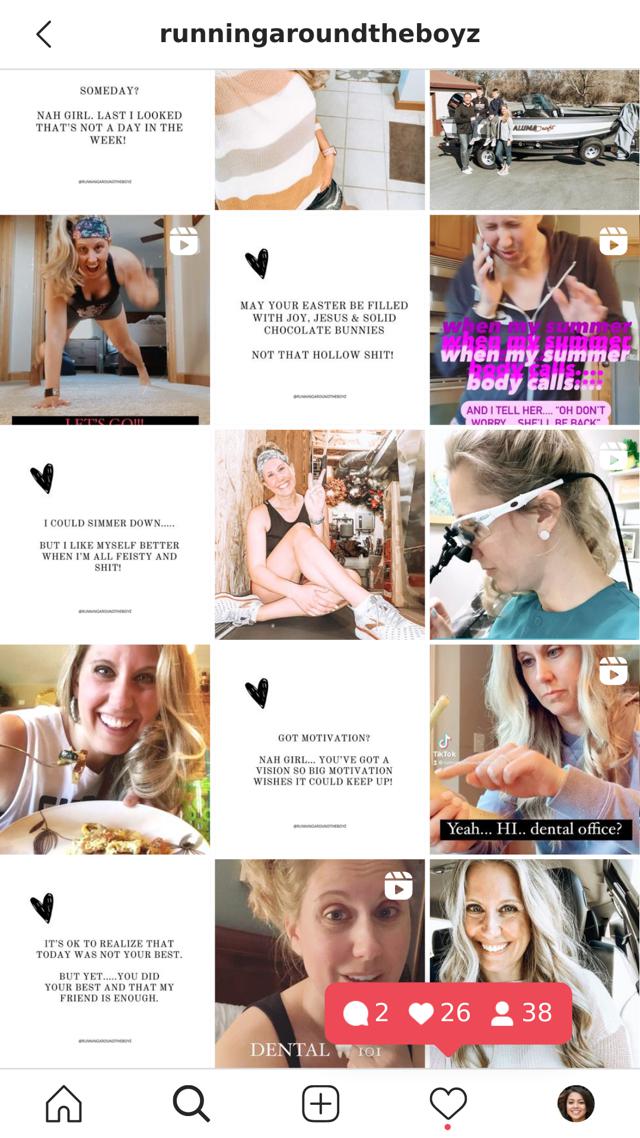 runningaroundtheboyz
SOMEDAY?
NAH GIRL. LAST I LOOKED
THAT'S NOT A DAY IN THE
WEEK!
@RUNNINGAROUNDTHEBOYZ
ALUMACRAFT
LET'S GO!!!
MAY YOUR EASTER BE FILLED
WITH JOY, JESUS & SOLID
CHOCOLATE BUNNIES
NOT THAT HOLLOW SHIT!
@RUNNINGAROUNDTHEBOYZ
when my summer
when my summer
when my summer
body calls....
body calls....
AND I TELL HER.... "OH DON'T
WORRY... SHE'LL BE BACK"
I COULD SIMMER DOWN.....
BUT I LIKE MYSELF BETTER
WHEN I'M ALL FEISTY AND
SHIT!
@RUNNINGAROUNDTHEBOYZ
GOT MOTIVATION?
NAH GIRL... YOU'VE GOT A
VISION SO BIG MOTIVATION
WISHES IT COULD KEEP UP!
@RUNNINGAROUNDTHEBOYZ
TikTok
Yeah... HI.. dental office?
IT'S OK TO REALIZE THAT
TODAY WAS NOT YOUR BEST.
BUT YET.....YOU DID
YOUR BEST AND THAT MY
FRIEND IS ENOUGH.
@RUNNINGAROUNDTHEBOYZ
DENTAL 101
2 26 38